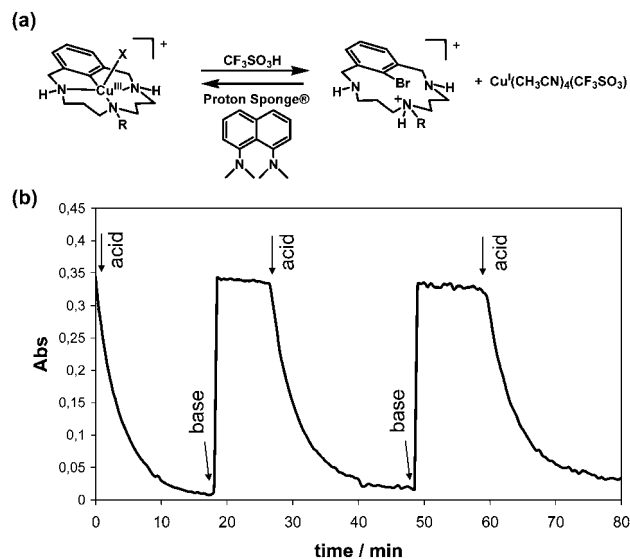 (a)
X
+
Cu
III
H
N
N
H
N
R
CF3SO3H
Proton Sponge®
N
N
+
Br
N
H
N
H
+
N
H
R
+ CuI(CH3CN)4(CF3SO3)
(b)
0,45
0,4
0,35
0,3
0,25
0,2
0,15
0,1
0,05
0
Abs
acid
base
acid
base
acid
0 10 20 30 40 50 60 70 80
time / min